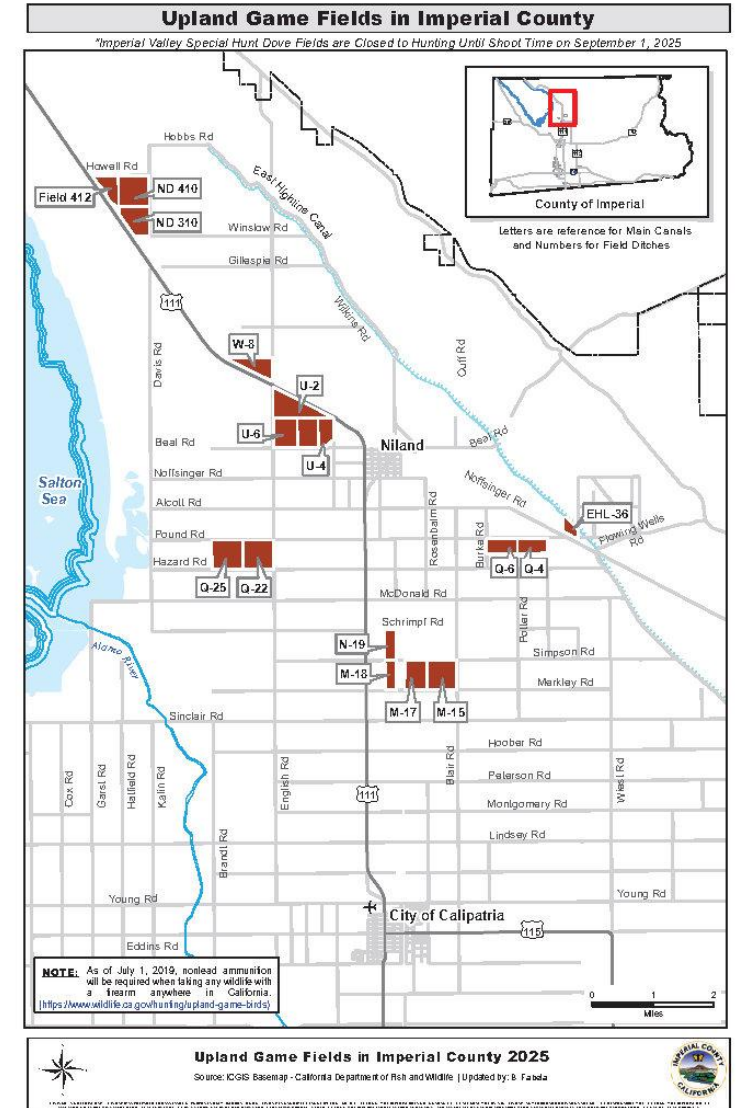 Upland Game Fields in Imperial County
*Imperial Valley Special Hunt Dove Fields are Closed to Hunting Until Shoot Time on September 1, 2025
County of Imperial
Letters are reference for Main Canals
and Numbers for Field Ditches
Hobbs Rd
Howell Rd
Field 412
ND 410
ND 310
East Highline Canal
Winslow Rd
Gillespie Rd
111
Wilkins Rd
Davis Rd
W-8
Cuff Rd
U-2
U-6
U-4
Beal Rd
Niland
Beal Rd
Noffsinger Rd
Noffsinger Rd
Salton
Sea
Alcott Rd
Rosenbalm Rd
EHL-36
Pound Rd
Burke Rd
Flowing Wells
Rd
Hazard Rd
Q-6
Q-4
Q-25
Q-22
McDonald Rd
Schrimpf Rd
Potter Rd
N-19
Alamo River
Simpson Rd
M-18
Merkley Rd
M-17
M-15
Sinclair Rd
Hoober Rd
Cox Rd
Garst Rd
Hatfield Rd
Kalin Rd
English Rd
Blair Rd
Peterson Rd
Wiest Rd
111
Montgomery Rd
Brandt Rd
Lindsey Rd
Young Rd
Young Rd
City of Calipatria
115
Eddins Rd
NOTE: As of July 1, 2019, nonlead ammunition
will be required when taking any wildlife with
a firearm anywhere in California.
(https://www.wildlife.ca.gov/hunting/upland-game-birds)
0 1 2
Miles
Upland Game Fields in Imperial County 2025
Source: ICGIS Basemap - California Department of Fish and Wildlife | Updated by: B Fabela
IMPERIAL COUNTY
CALIFORNIA